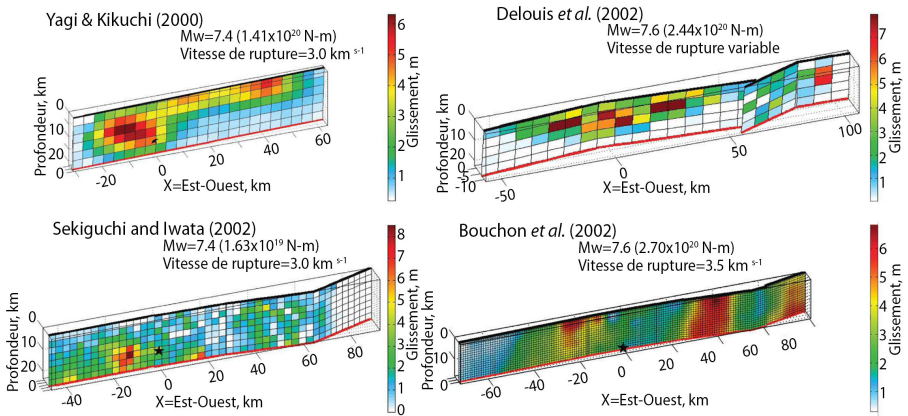 Yagi & Kikuchi (2000)
Mw=7.4 (1.41x10²⁰ N-m)
Vitesse de rupture=3.0 km s⁻¹
Profondeur, km
0
10
20
0
-20
0
20
40
60
X=Est-Ouest, km
6
5
4
3
2
1
Glissement, m
Delouis et al. (2002)
Mw=7.6 (2.44x10²⁰ N-m)
Vitesse de rupture variable
Profondeur, km
0
10
20
-5
-10
-50
0
50
100
X=Est-Ouest, km
7
6
5
4
3
2
1
Glissement, m
Sekiguchi and Iwata (2002)
Mw=7.4 (1.63x10¹⁹ N-m)
Vitesse de rupture=3.0 km s⁻¹
Profondeur, km
0
10
20
0
-40
-20
0
20
40
60
80
X=Est-Ouest, km
8
7
6
5
4
3
2
1
0
Glissement, m
Bouchon et al. (2002)
Mw=7.6 (2.70x10²⁰ N-m)
Vitesse de rupture=3.5 km s⁻¹
Profondeur, km
0
10
0
-60
-40
-20
0
20
40
60
80
X=Est-Ouest, km
6
5
4
3
2
1
0
Glissement, m